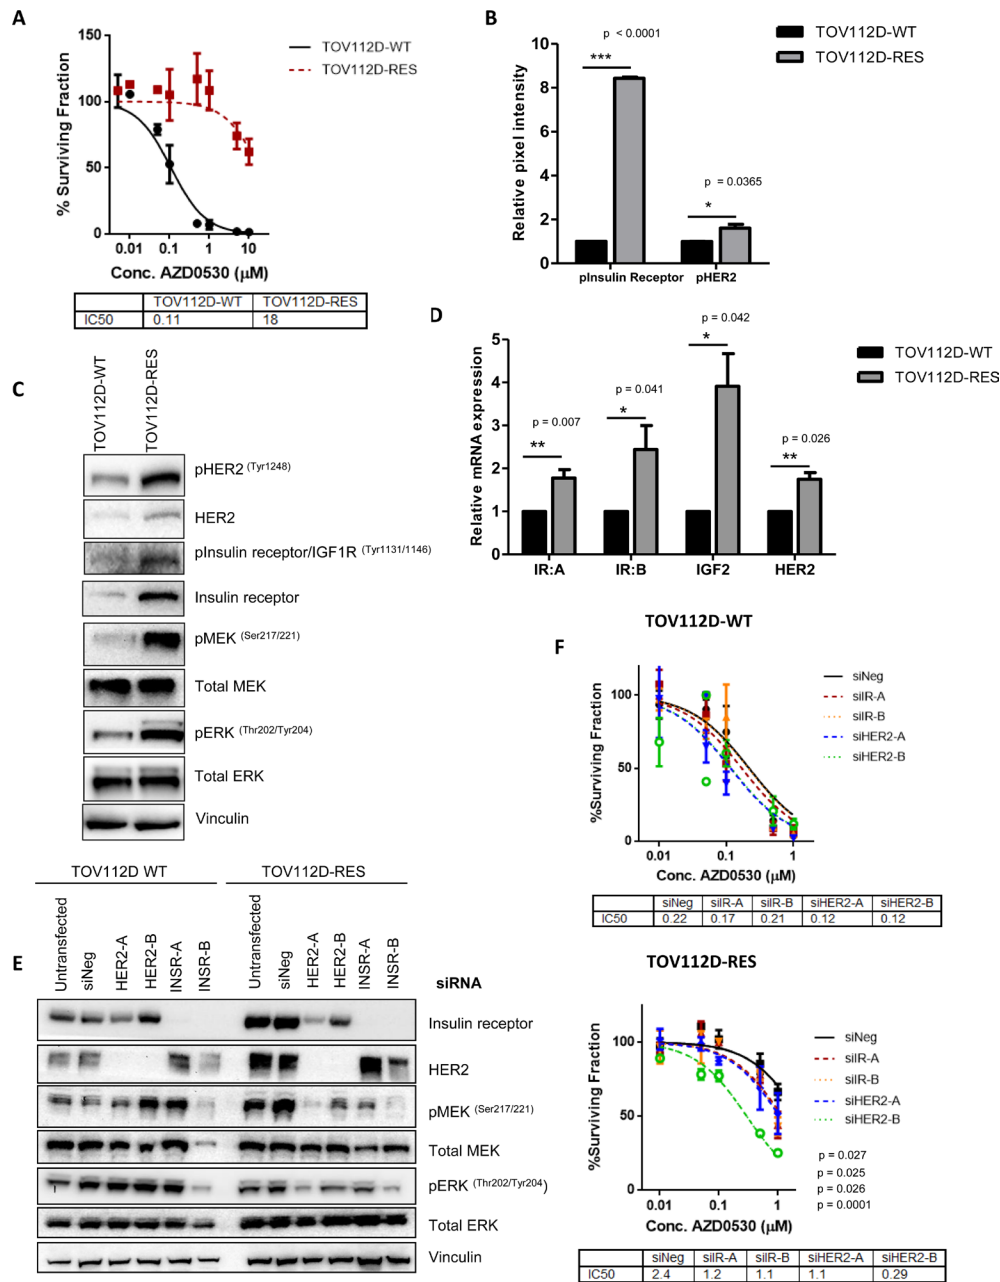 A
150
100
50
0
% Surviving Fraction
0.01 0.1 1 10
Conc. AZD0530 (μM)
TOV112D-WT
TOV112D-RES
TOV112D-WT TOV112D-RES
IC50 0.11 18
B
p < 0.0001
***
p = 0.0365
*
10
8
6
4
2
0
Relative pixel intensity
pInsulin Receptor pHER2
TOV112D-WT
TOV112D-RES
C
TOV112D-WT
TOV112D-RES
pHER2 (Tyr1248)
HER2
pInsulin receptor/IGF1R (Tyr1131/1146)
Insulin receptor
pMEK (Ser217/221)
Total MEK
pERK (Thr202/Tyr204)
Total ERK
Vinculin
D
p = 0.042
*
p = 0.041
*
p = 0.007
**
p = 0.026
**
5
4
3
2
1
0
Relative mRNA expression
IR:A IR:B IGF2 HER2
TOV112D-WT
TOV112D-RES
E
TOV112D WT TOV112D-RES
Untransfected
siNeg
HER2-A
HER2-B
INSR-A
INSR-B
Untransfected
siNeg
HER2-A
HER2-B
INSR-A
INSR-B
siRNA
Insulin receptor
HER2
pMEK (Ser217/221)
Total MEK
pERK (Thr202/Tyr204)
Total ERK
Vinculin
F
TOV112D-WT
100
50
0
%Surviving Fraction
0.01 0.1 1
Conc. AZD0530 (μM)
siNeg
siIR-A
siIR-B
siHER2-A
siHER2-B
siNeg siIR-A siIR-B siHER2-A siHER2-B
IC50 0.22 0.17 0.21 0.12 0.12
TOV112D-RES
100
50
0
%Surviving Fraction
0.01 0.1 1
Conc. AZD0530 (μM)
siNeg
siIR-A
siIR-B
siHER2-A
siHER2-B
p = 0.027
p = 0.025
p = 0.026
p = 0.0001
siNeg siIR-A siIR-B siHER2-A siHER2-B
IC50 2.4 1.2 1.1 1.1 0.29